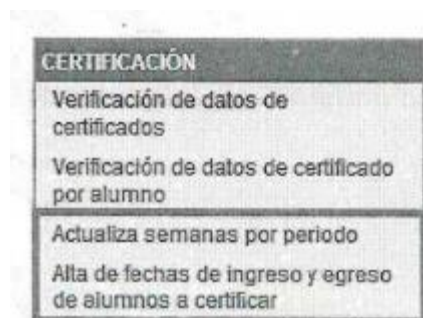 CERTIFICACIÓN
Verificación de datos de
certificados
Verificación de datos de certificado
por alumno
Actualiza semanas por periodo
Alta de fechas de ingreso y egreso
de alumnos a certificar